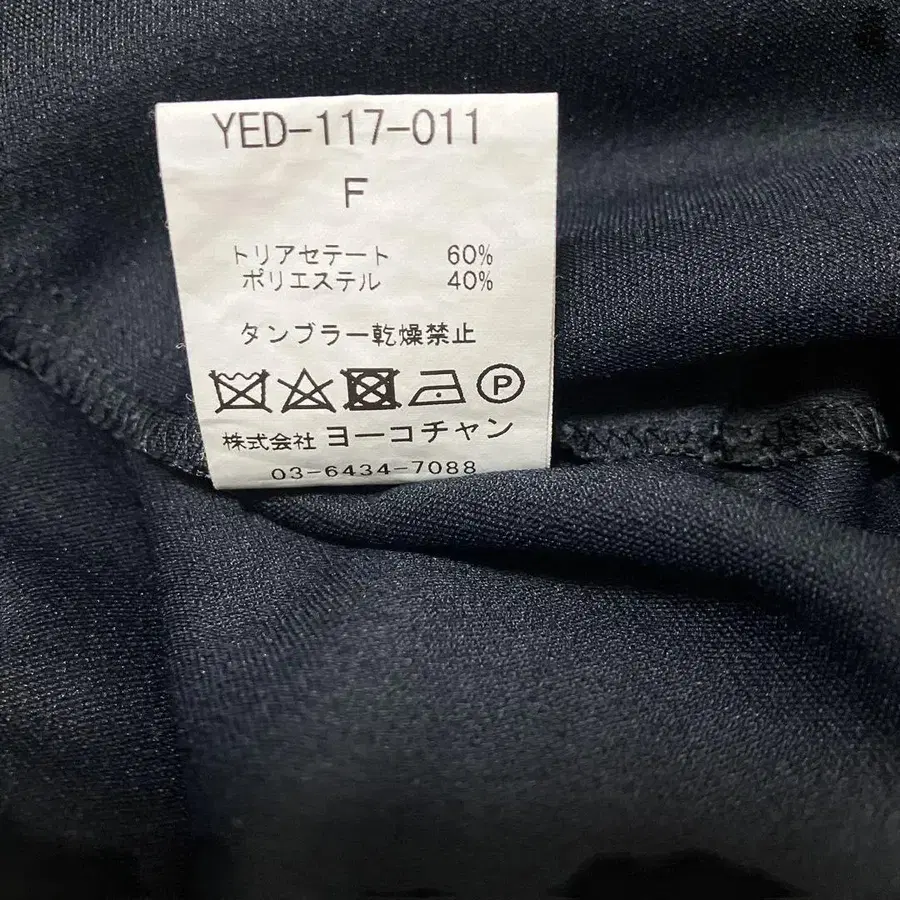 YED-117-011
F
トリアセテート 60%
ポリエステル 40%
タンブラー乾燥禁止
P
株式会社 ヨーコチャン
03-6434-7088